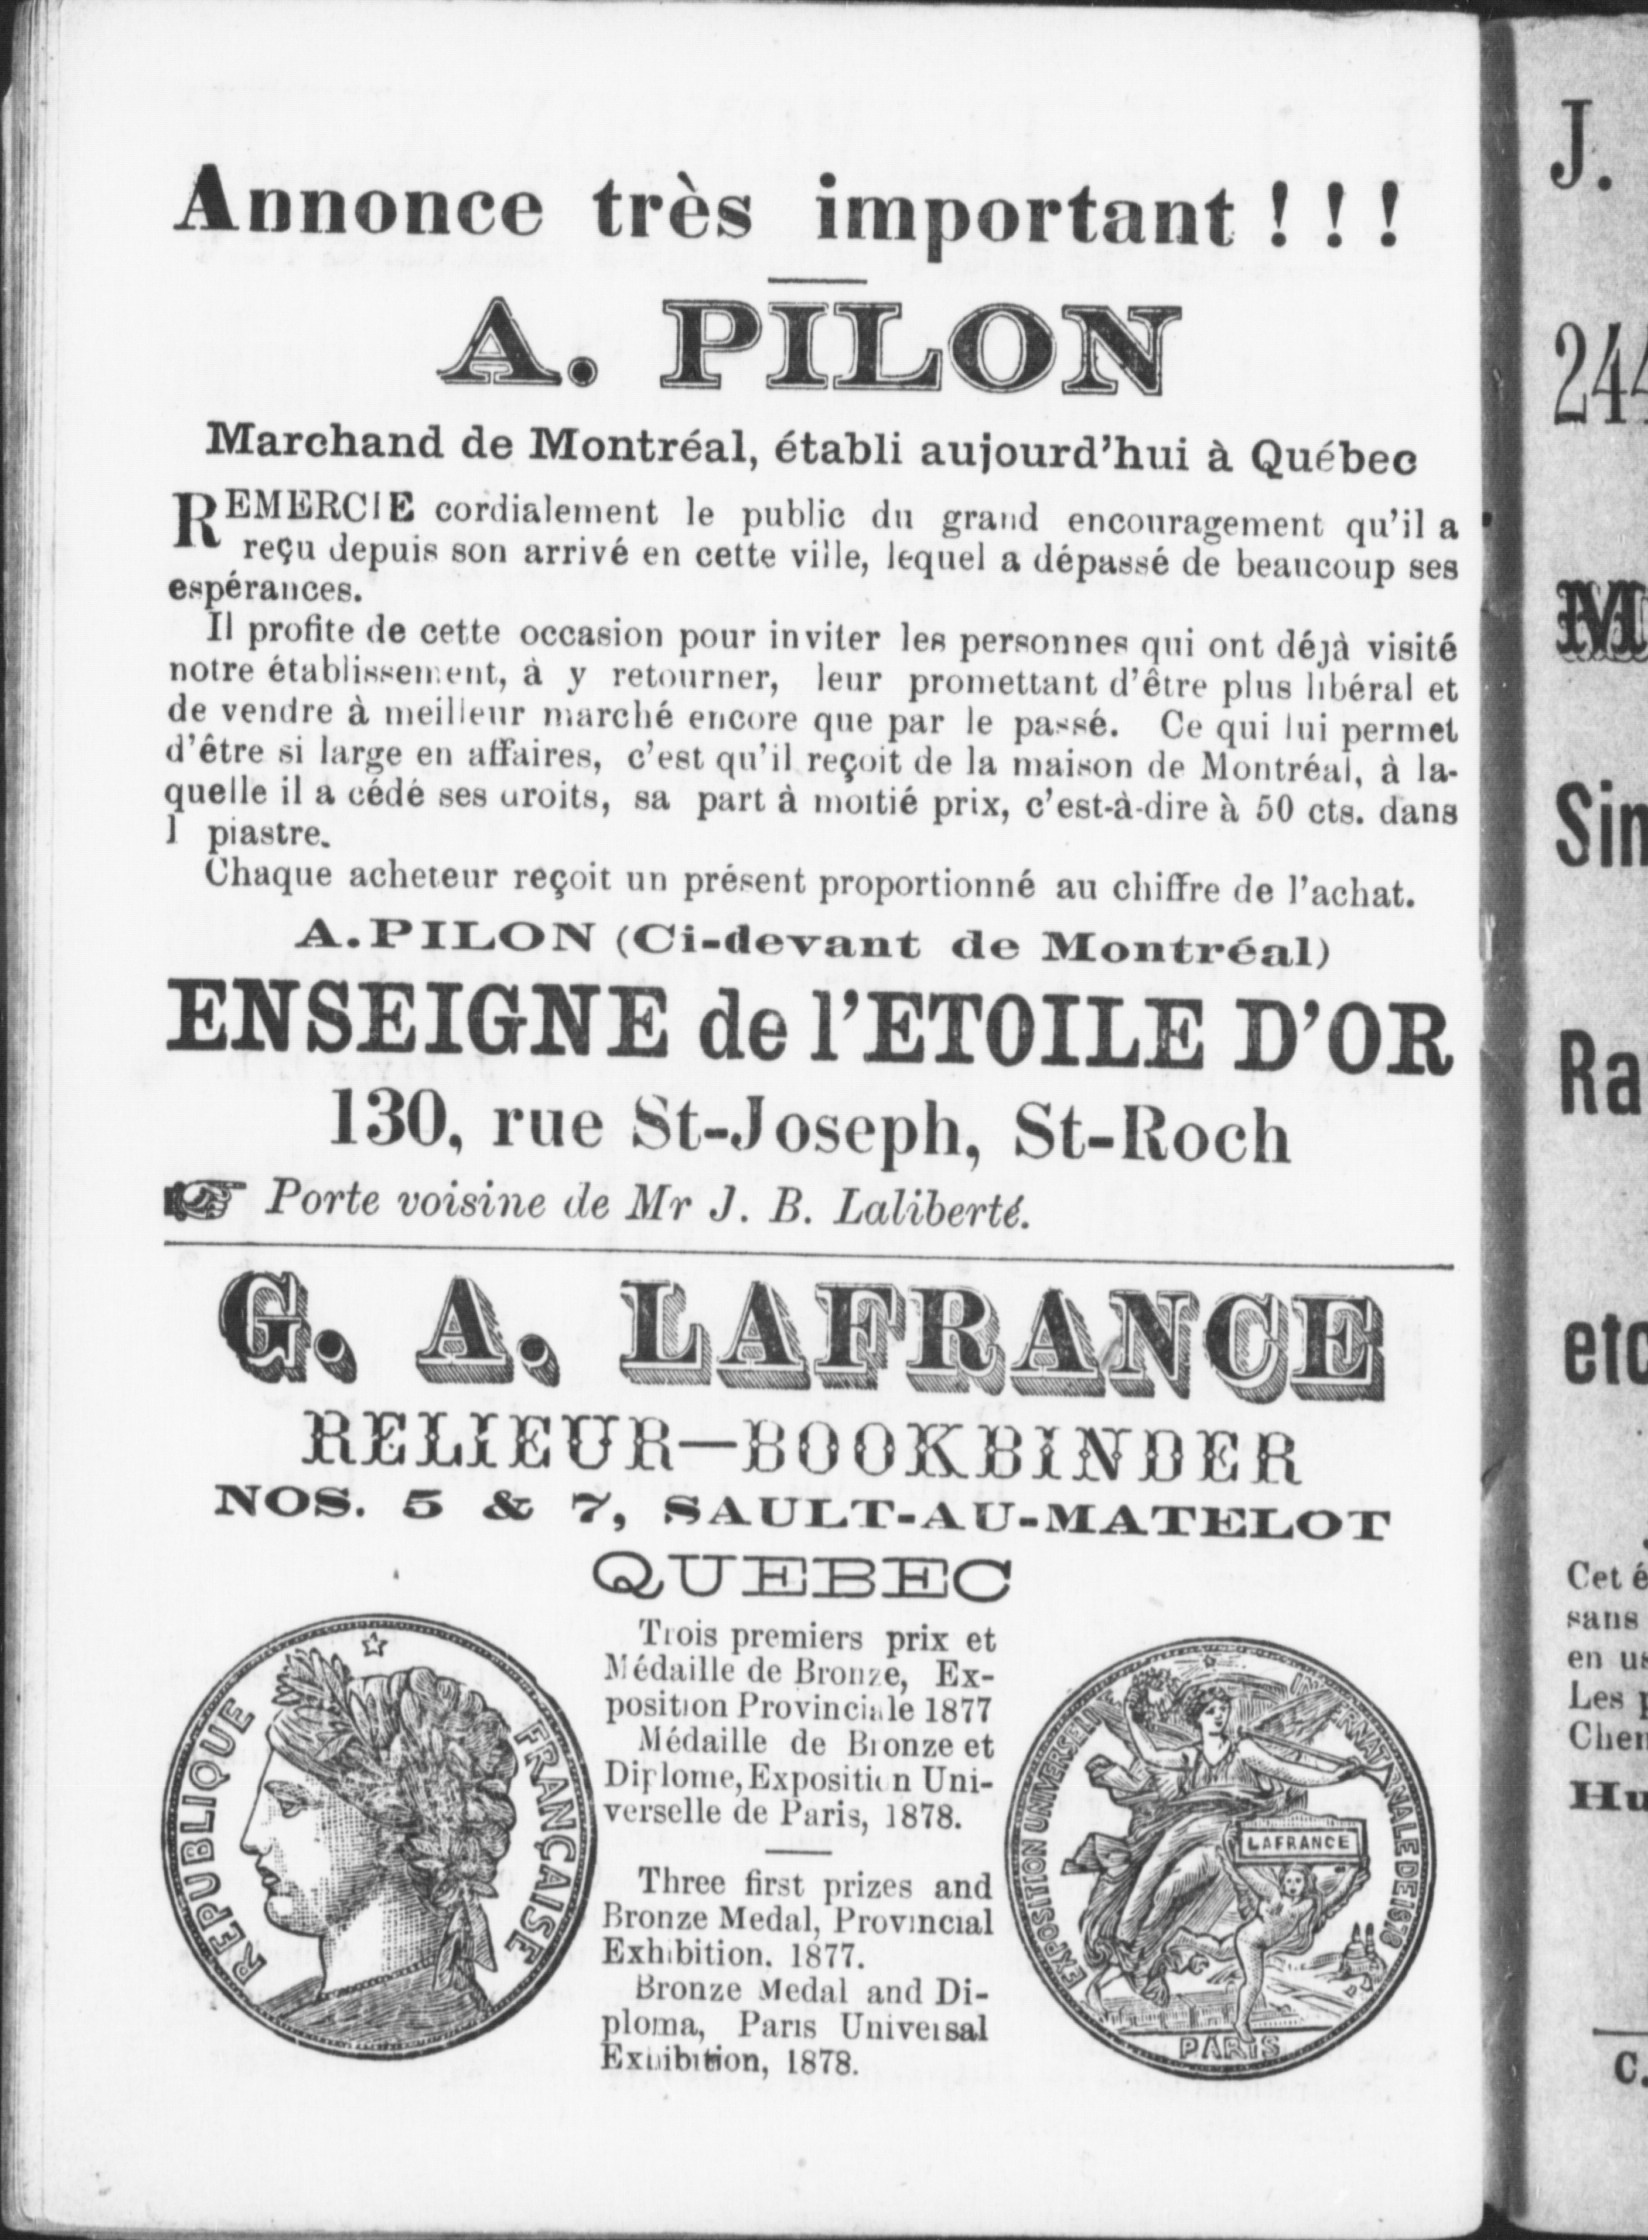 Annonce très important ! ! !
A. PILON
Marchand de Montréal, établi aujourd'hui à Québec
REMERCIE cordialement le public du grand encouragement qu'il a
reçu depuis son arrivé en cette ville, lequel a dépassé de beaucoup ses
espérances.
Il profite de cette occasion pour inviter les personnes qui ont déjà visité
notre établissement, à y retourner, leur promettant d'être plus libéral et
de vendre à meilleur marché encore que par le passé. Ce qui lui permet
d'être si large en affaires, c'est qu'il reçoit de la maison de Montréal, à la-
quelle il a cédé ses droits, sa part à moitié prix, c'est-à-dire à 50 cts. dans
1 piastre.
Chaque acheteur reçoit un présent proportionné au chiffre de l'achat.
A. PILON (Ci-devant de Montréal)
ENSEIGNE de l'ETOILE D'OR
130, rue St-Joseph, St-Roch
☞ Porte voisine de Mr J. B. Laliberté.
G. A. LAFRANCE
RELIEUR—BOOKBINDER
NOS. 5 & 7, SAULT-AU-MATELOT
QUEBEC
REPUBLIQUE FRANÇAISE
Trois premiers prix et
Médaille de Bronze, Ex-
position Provinciale 1877
Médaille de Bronze et
Diplome, Exposition Uni-
verselle de Paris, 1878.
Three first prizes and
Bronze Medal, Provincial
Exhibition. 1877.
Bronze Medal and Di-
ploma, Paris Universal
Exhibition, 1878.
EXPOSITION UNIVERSELLE INTERNATIONALE DE 1878
LAFRANCE
PARIS
J.
244
Sin
Ra
etc
Cet é
sans
en us
Les p
Cher
Hu
C.